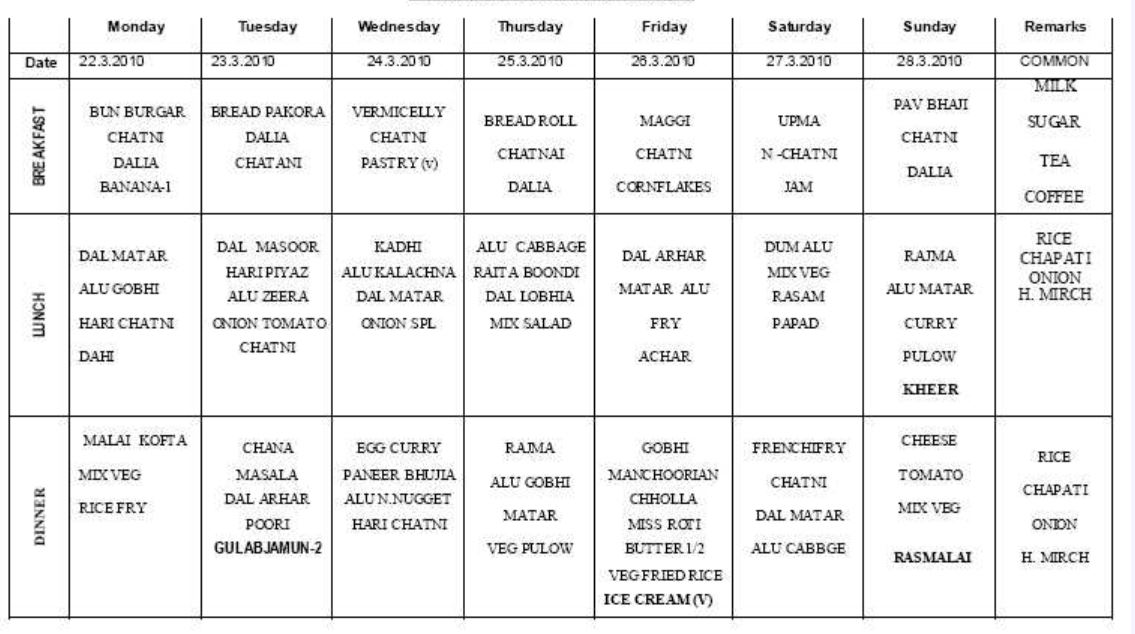 Monday Tuesday Wednesday Thursday Friday Saturday Sunday Remarks
Date 22.3.2010 23.3.2010 24.3.2010 25.3.2010 26.3.2010 27.3.2010 28.3.2010 COMMON
BREAKFAST
BUN BURGAR
CHATNI
DALIA
BANANA-1
BREAD PAKORA
DALIA
CHATANI
VERMICELLY
CHATNI
PASTRY (v)
BREAD ROLL
CHATNAI
DALIA
MAGGI
CHATNI
CORNFLAKES
UPMA
N -CHATNI
JAM
PAV BHAJI
CHATNI
DALIA
MILK
SUGAR
TEA
COFFEE
LUNCH
DAL MATAR
ALU GOBHI
HARI CHATNI
DAHI
DAL MASOOR
HARI PIYAZ
ALU ZEERA
ONION TOMATO
CHATNI
KADHI
ALU KALACHNA
DAL MATAR
ONION SPL
ALU CABBAGE
RAITA BOONDI
DAL LOBHIA
MIX SALAD
DAL ARHAR
MATAR ALU
FRY
ACHAR
DUM ALU
MIX VEG
RASAM
PAPAD
RAJMA
ALU MATAR
CURRY
PULOW
KHEER
RICE
CHAPATI
ONION
H. MIRCH
DINNER
MALAI KOFTA
MIX VEG
RICE FRY
CHANA
MASALA
DAL ARHAR
POORI
GULABJAMUN-2
EGG CURRY
PANEER BHUJIA
ALU N.NUGGET
HARI CHATNI
RAJMA
ALU GOBHI
MATAR
VEG PULOW
GOBHI
MANCHOORIAN
CHHOLLA
MISS ROTI
BUTTER 1/2
VEG FRIED RICE
ICE CREAM (V)
FRENCHIFRY
CHATNI
DAL MATAR
ALU CABBGE
CHEESE
TOMATO
MIX VEG
RASMALAI
RICE
CHAPATI
ONION
H. MIRCH